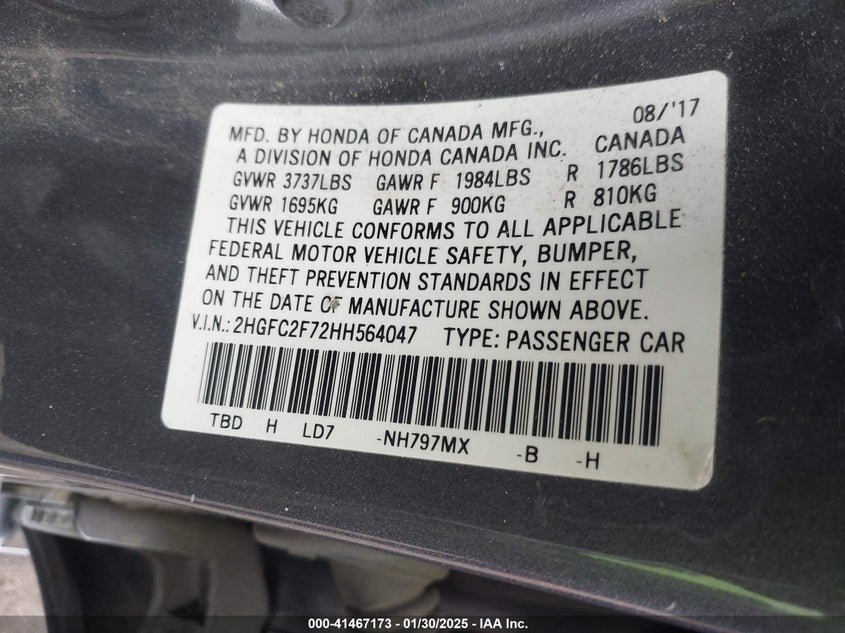 08/'17
MFD. BY HONDA OF CANADA MFG., CANADA
A DIVISION OF HONDA CANADA INC.
GVWR 3737LBS GAWR F 1984LBS R 1786LBS
GVWR 1695KG GAWR F 900KG R 810KG
THIS VEHICLE CONFORMS TO ALL APPLICABLE
FEDERAL MOTOR VEHICLE SAFETY, BUMPER,
AND THEFT PREVENTION STANDARDS IN EFFECT
ON THE DATE OF MANUFACTURE SHOWN ABOVE.
V.I.N.: 2HGFC2F72HH564047 TYPE: PASSENGER CAR
TBD H LD7 -NH797MX -B -H
000-41467173 — 01/30/2025 — IAA Inc.